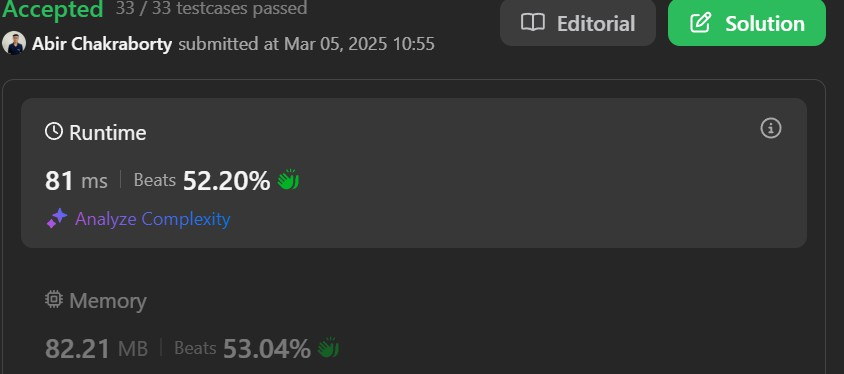 Accepted 33 / 33 testcases passed
Editorial
Solution
Abir Chakraborty submitted at Mar 05, 2025 10:55
Runtime
81 ms | Beats 52.20%
Analyze Complexity
Memory
82.21 MB | Beats 53.04%